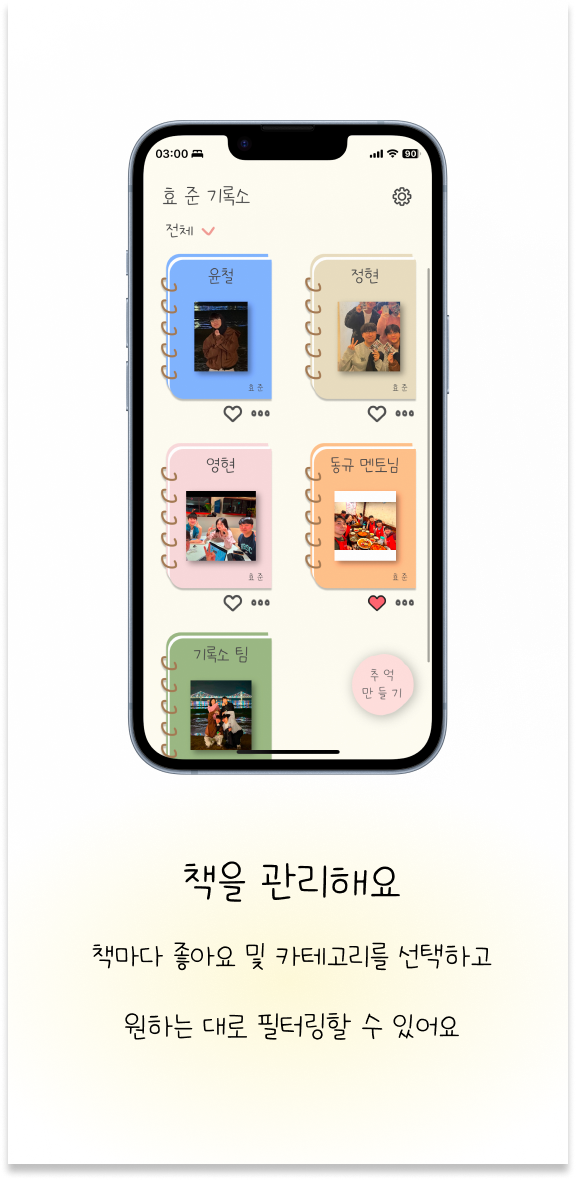 03:00
90
효 준 기록소
전체
윤철
정현
효 준
효 준
영현
동규 멘토님
효 준
효 준
기록소 팀
추 억
만 들 기
책을 관리해요
책마다 좋아요 및 카테고리를 선택하고
원하는 대로 필터링할 수 있어요